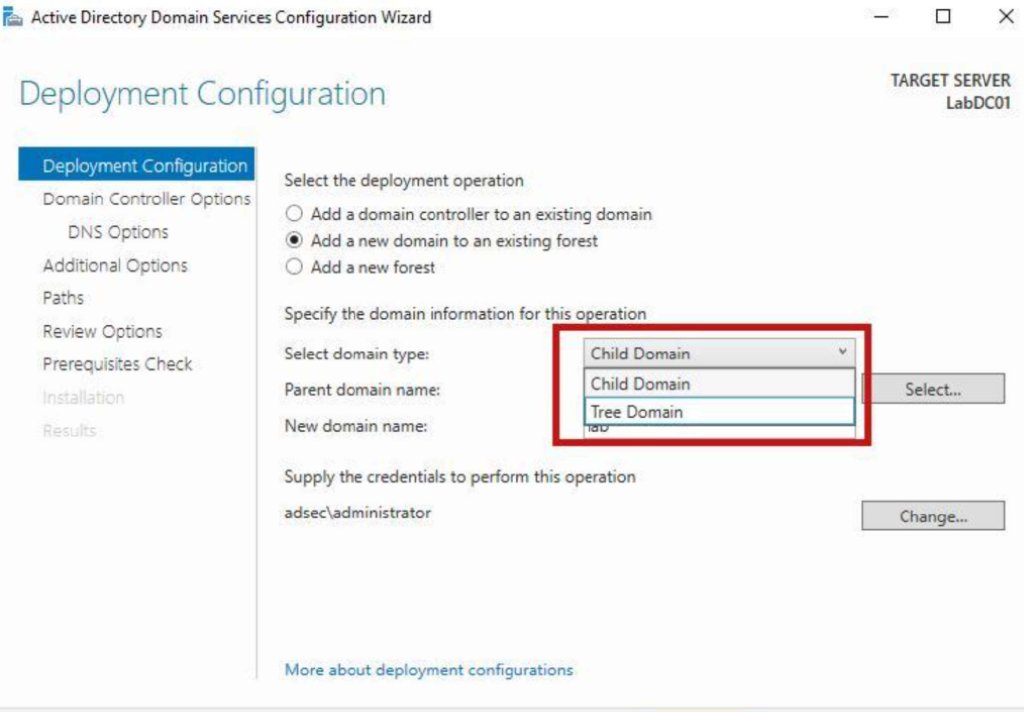 Active Directory Domain Services Configuration Wizard
Deployment Configuration
TARGET SERVER
LabDC01
Deployment Configuration
Domain Controller Options
DNS Options
Additional Options
Paths
Review Options
Prerequisites Check
Installation
Results
Select the deployment operation
Add a domain controller to an existing domain
Add a new domain to an existing forest
Add a new forest
Specify the domain information for this operation
Select domain type:
Child Domain
Child Domain
Tree Domain
Parent domain name:
Select...
New domain name:
lab
Supply the credentials to perform this operation
adsec\administrator
Change...
More about deployment configurations